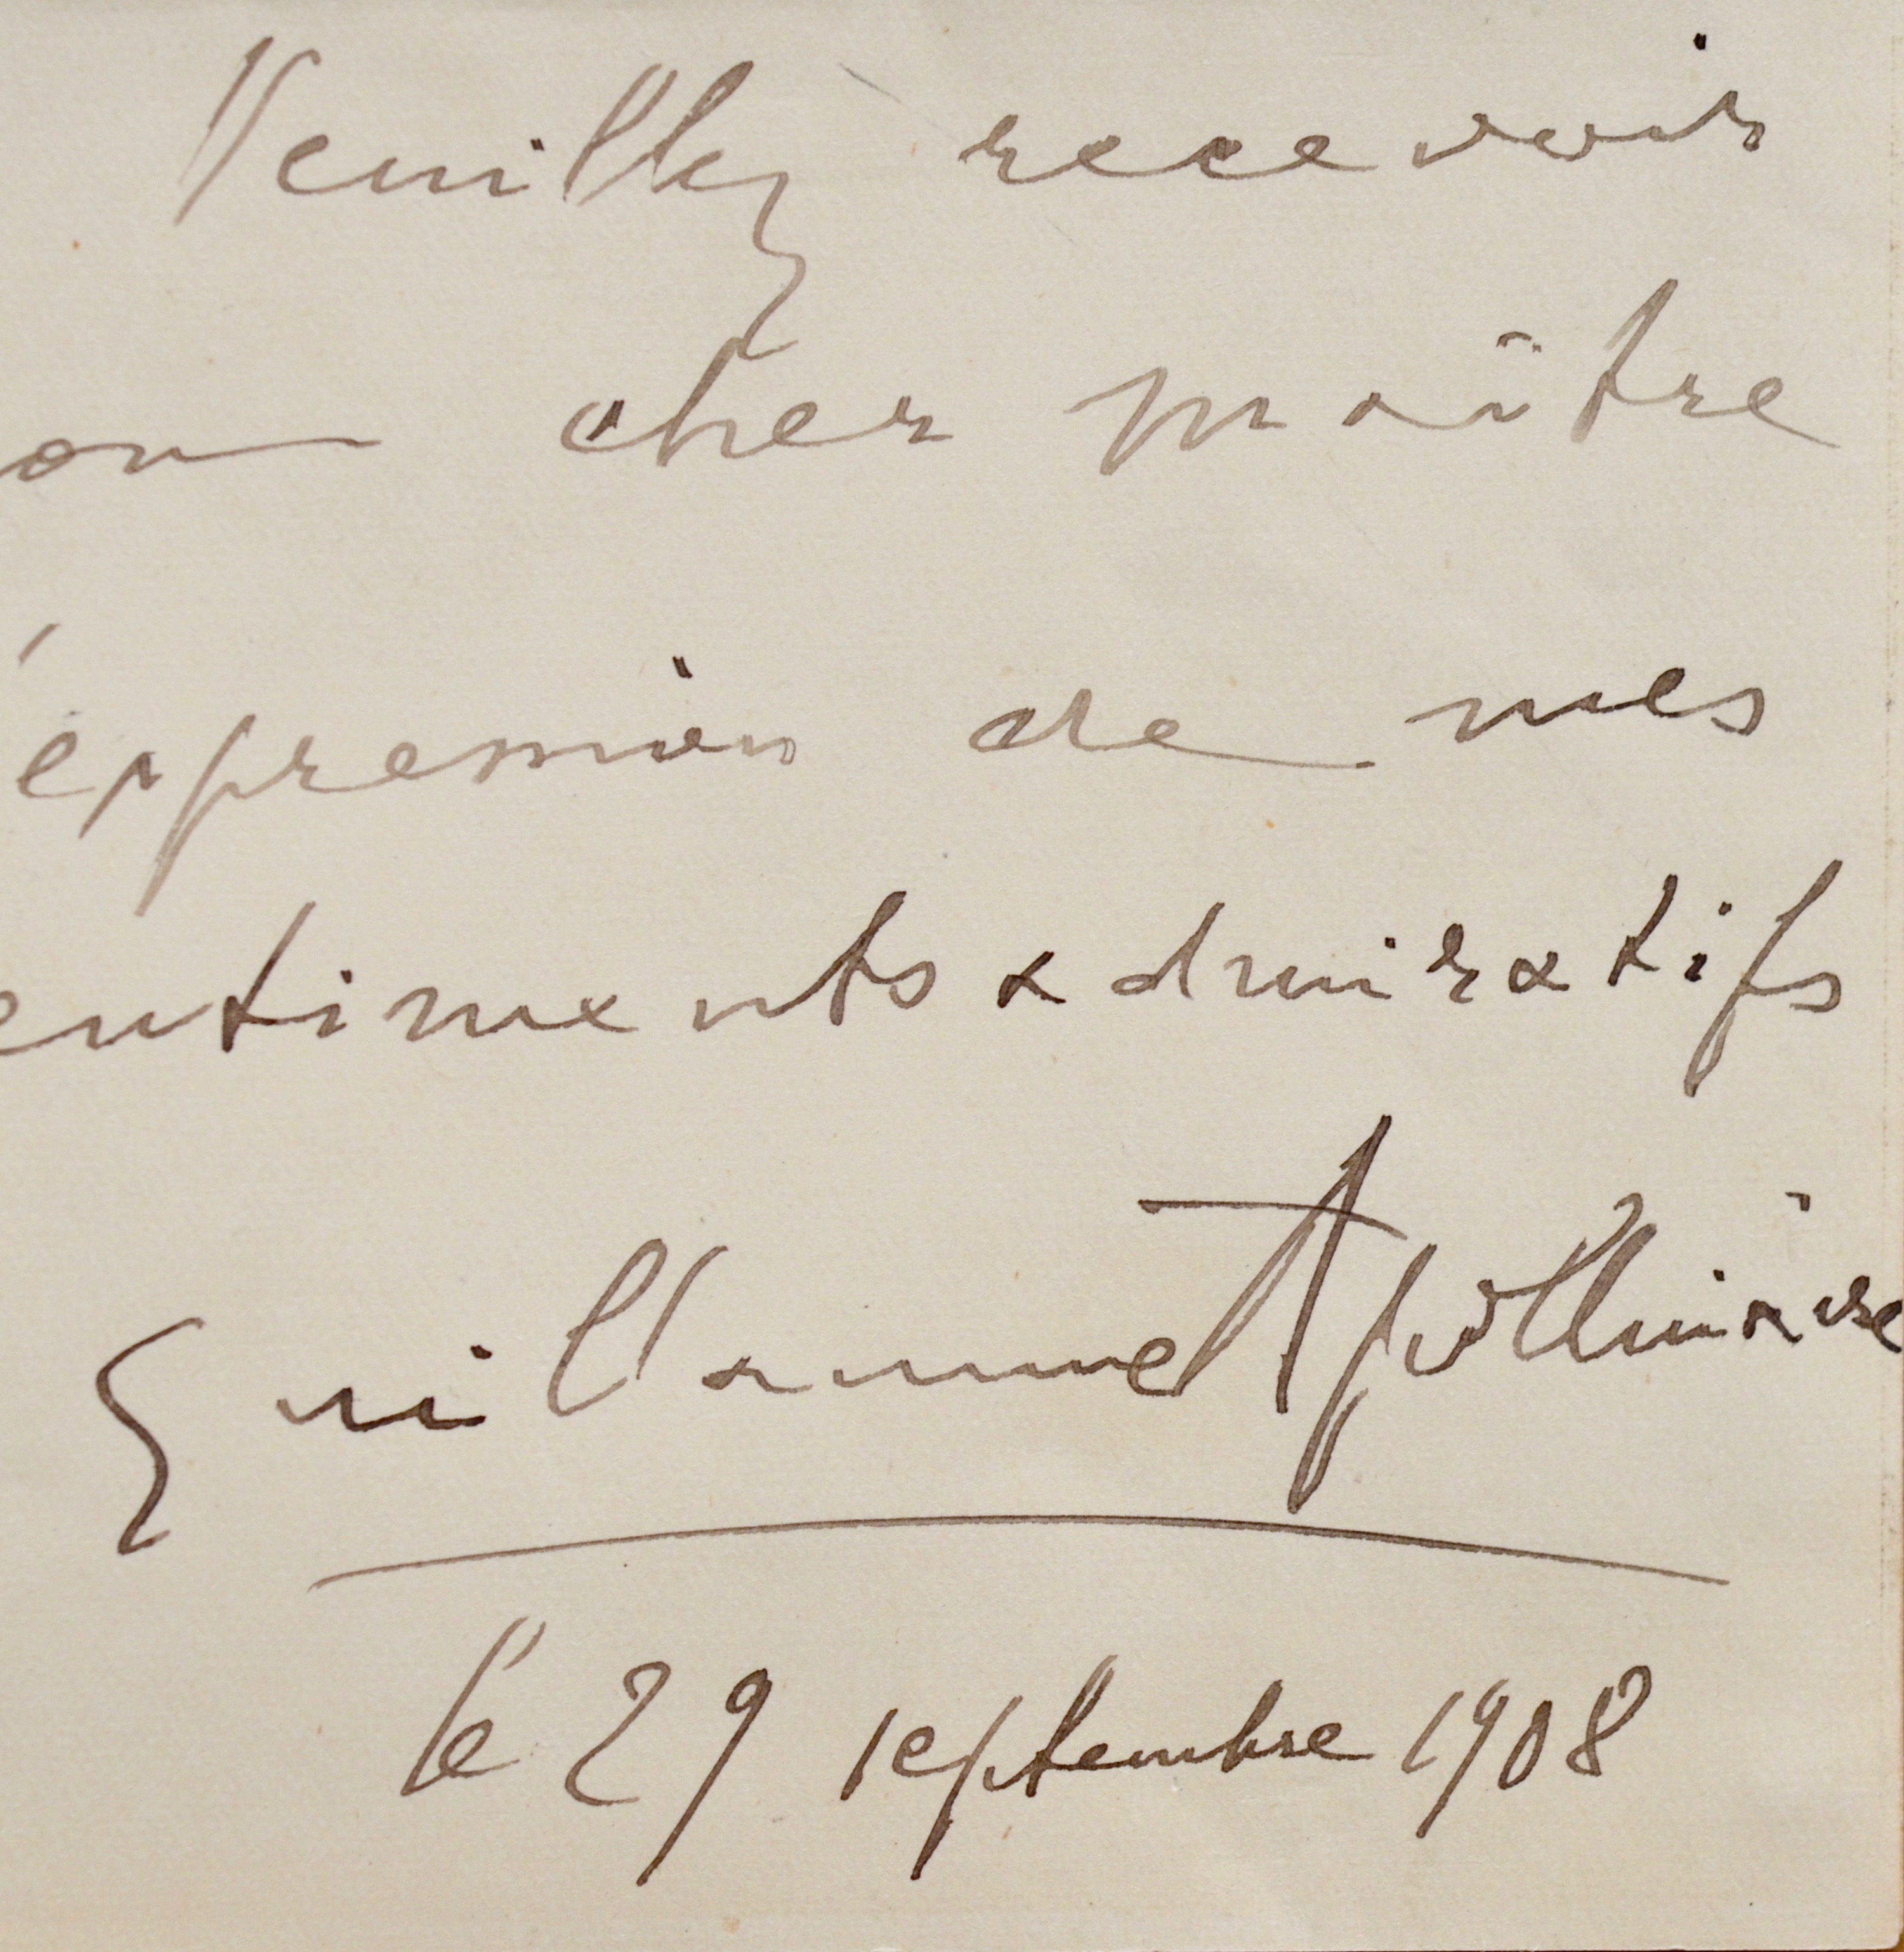 Veuillez recevoir
on cher maître
'expression de mes
entiments admiratifs
Guillaume Apollinaire
le 29 septembre 1908